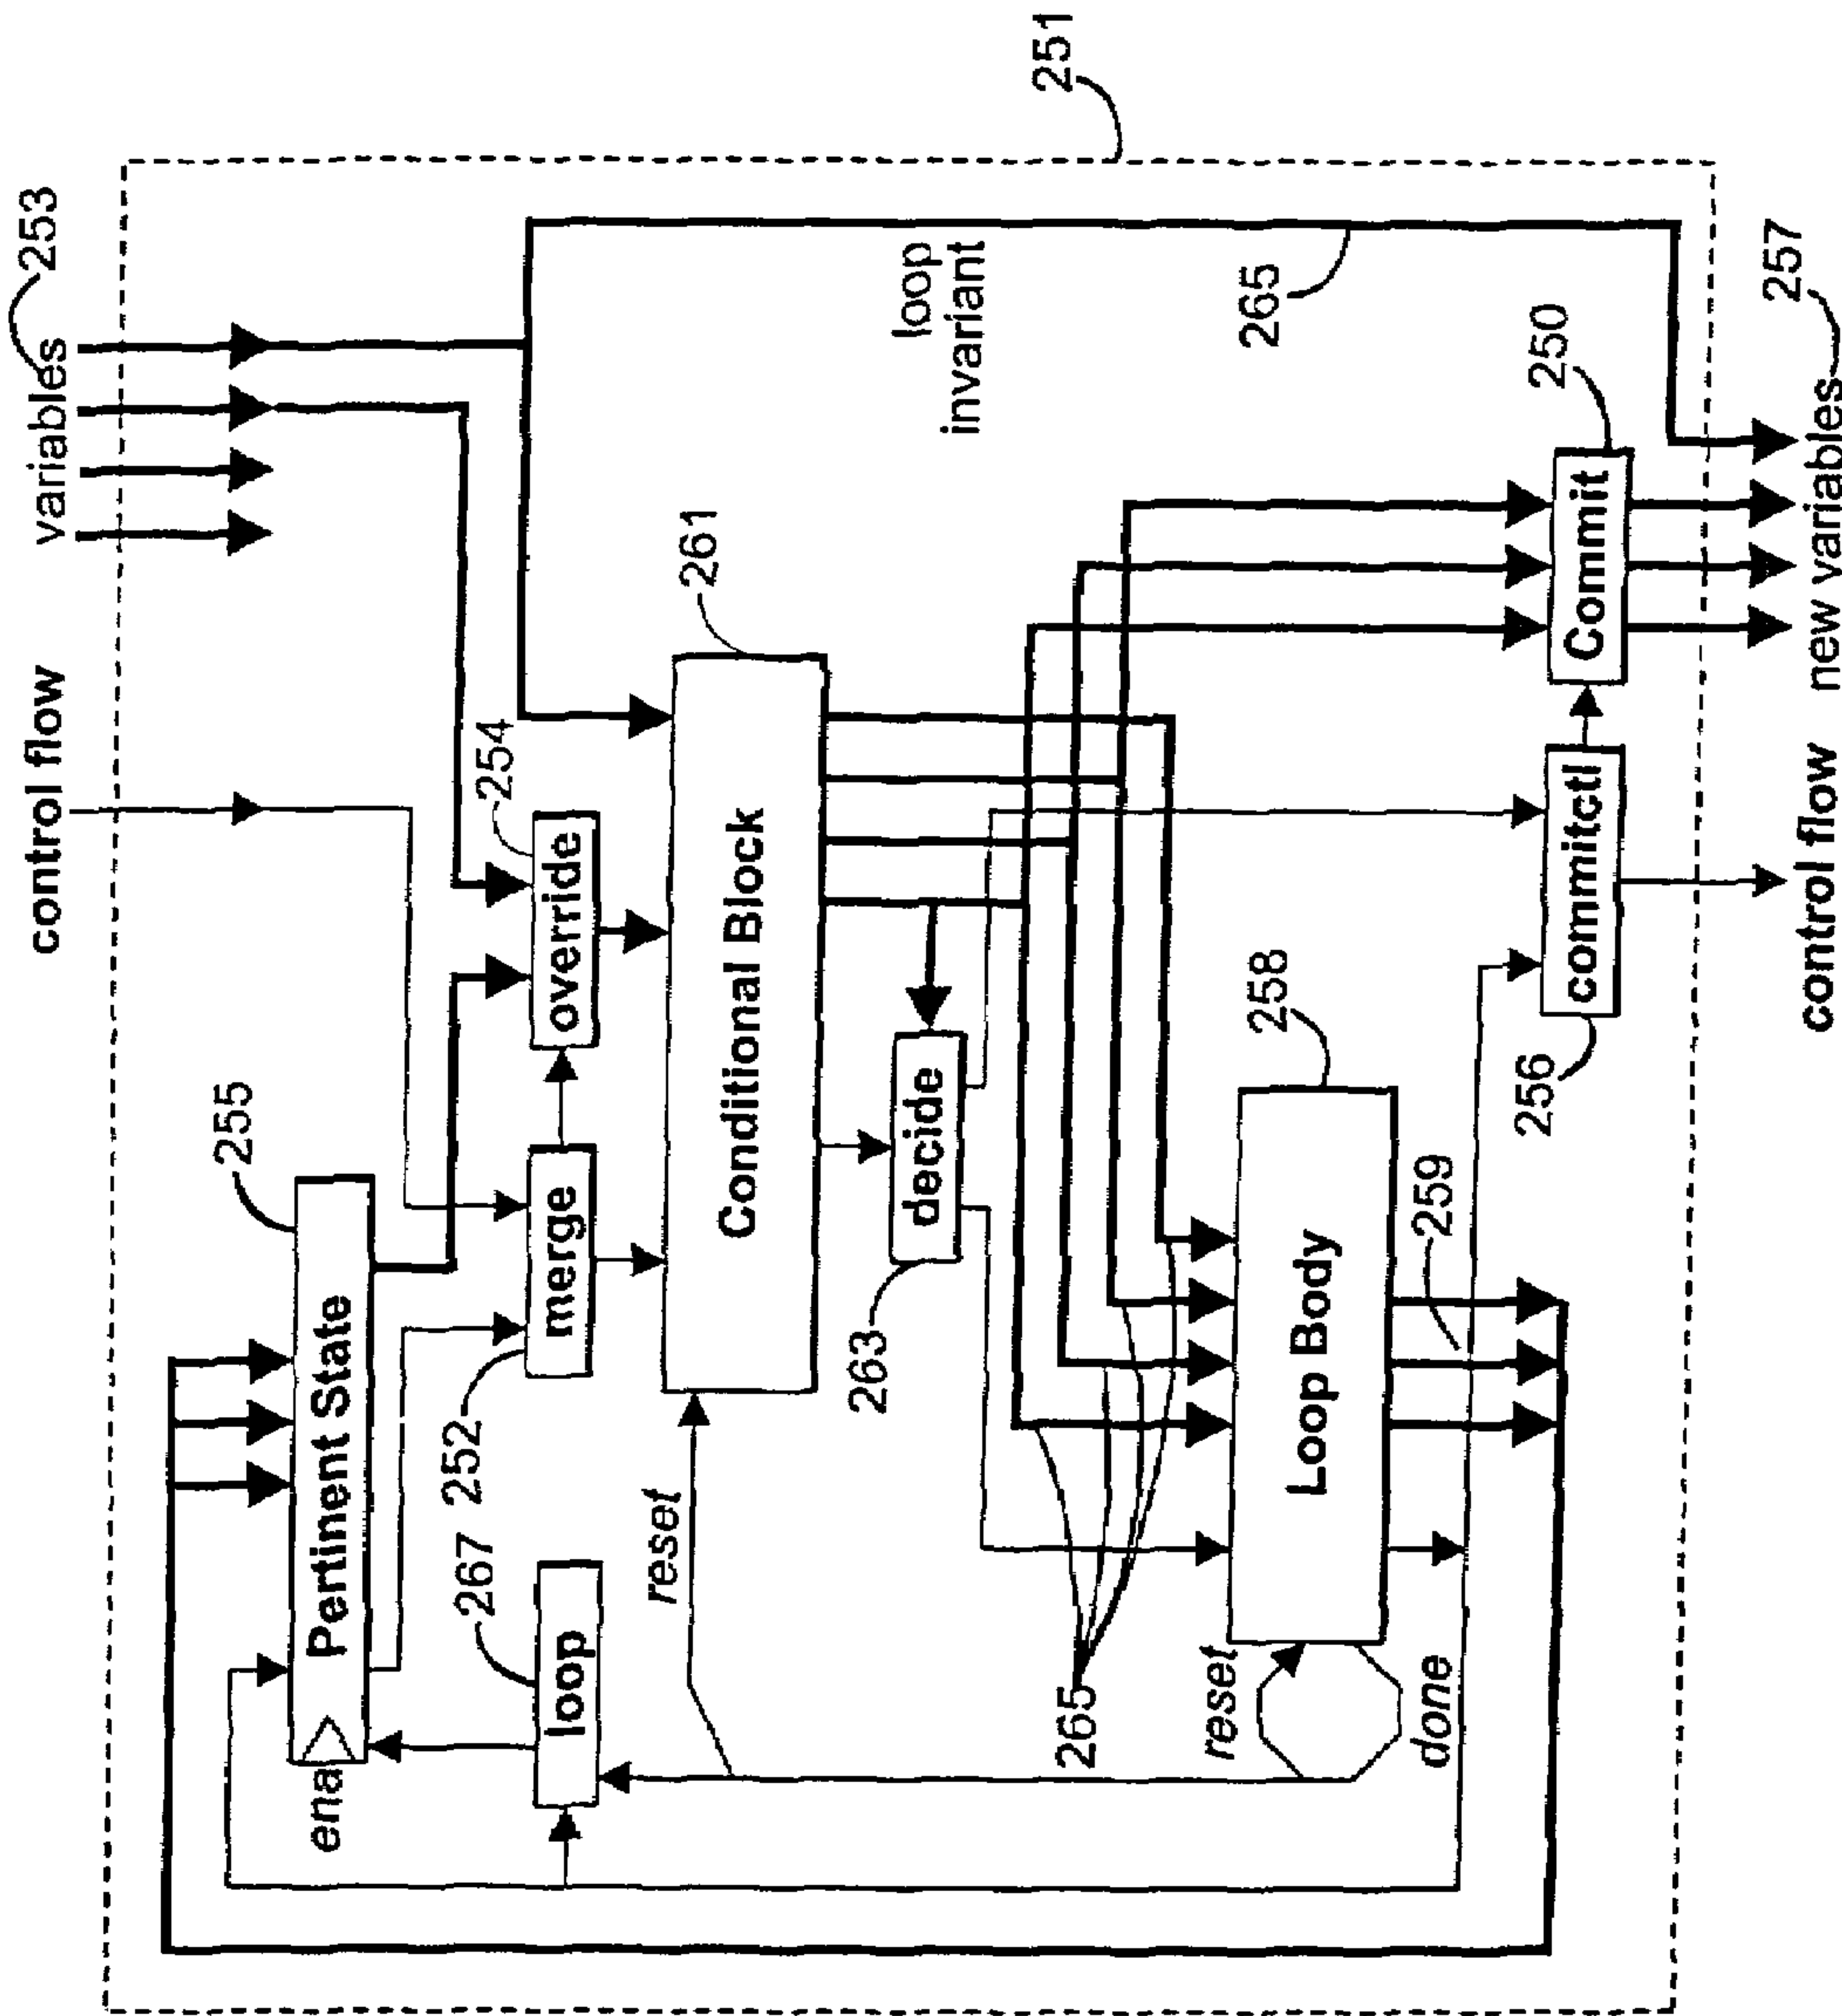 control flow
variables
253
251
255
Pertinent State
ena
267
loop
252
merge
254
override
reset
261
Conditional Block
loop
invariant
265
263
decide
265
258
Loop Body
reset
done
259
256
commitctl
250
Commit
control flow
new variables
257